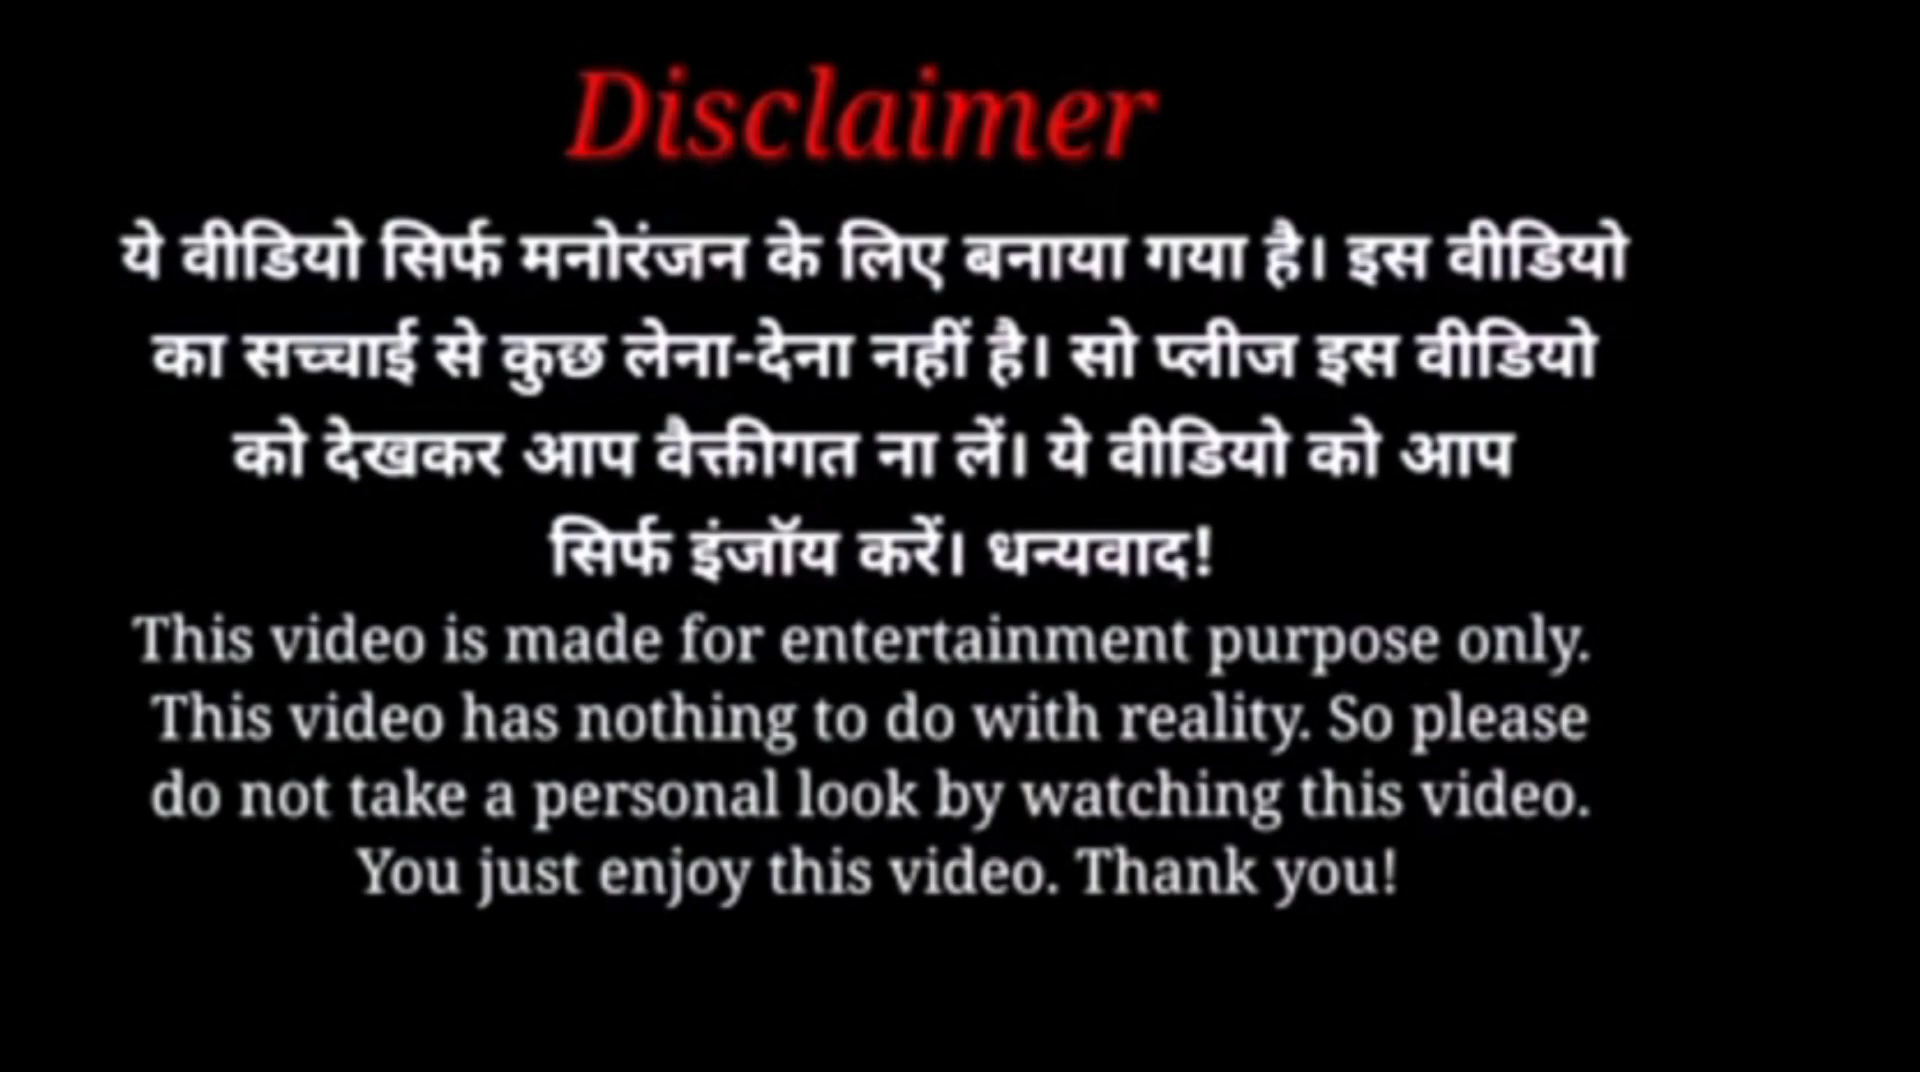 Disclaimer
ये वीडियो सिर्फ मनोरंजन के लिए बनाया गया है। इस वीडियो
का सच्चाई से कुछ लेना-देना नहीं है। सो प्लीज इस वीडियो
को देखकर आप वैक्तीगत ना लें। ये वीडियो को आप
सिर्फ इंजॉय करें। धन्यवाद!
This video is made for entertainment purpose only.
This video has nothing to do with reality. So please
do not take a personal look by watching this video.
You just enjoy this video. Thank you!